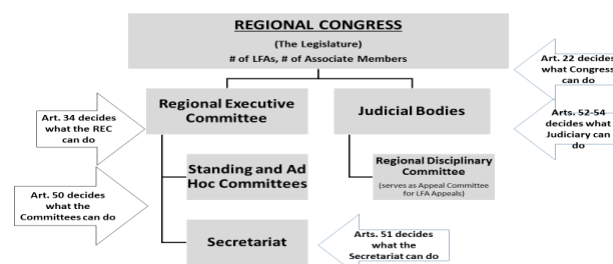 REGIONAL CONGRESS
(The Legislature)
# of LFAs, # of Associate Members
Art. 22 decides
what Congress
can do
Regional Executive
Committee
Judicial Bodies
Art. 34 decides
what the REC
can do
Arts. 52-54
decides what
Judiciary can
do
Standing and Ad
Hoc Committees
Regional Disciplinary
Committee
(serves as Appeal Committee
for LFA Appeals)
Art. 50 decides
what the
Committees can do
Secretariat
Arts. 51 decides
what the
Secretariat can do